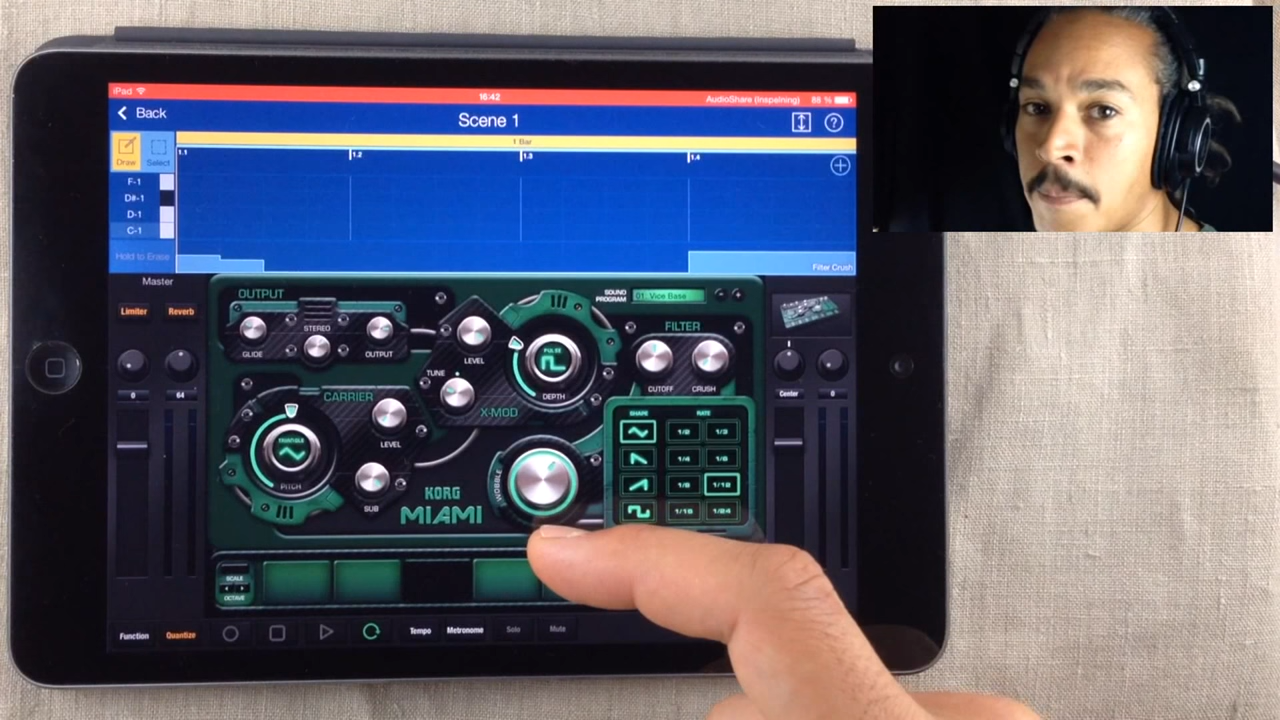 iPad
16:42
AudioShare (Inspelning)
88 %
Back
Scene 1
?
1 Bar
Draw
Select
1.1
1.2
1.3
1.4
F-1
D#-1
D-1
C-1
Hold to Erase
Filter Crush
Master
Limiter
Reverb
0
64
OUTPUT
GLIDE
STEREO
OUTPUT
SOUND
PROGRAM
01. Vice Base
LEVEL
TUNE
X-MOD
PULSE
DEPTH
FILTER
CUTOFF
CRUSH
CARRIER
TRIANGLE
PITCH
LEVEL
SUB
KORG
MIAMI
WOBBLE
SHAPE
RATE
1/2
1/3
1/4
1/6
1/8
1/12
1/16
1/24
Center
0
SCALE
OCTAVE
Function
Quantize
Tempo
Metronome
Solo
Mute